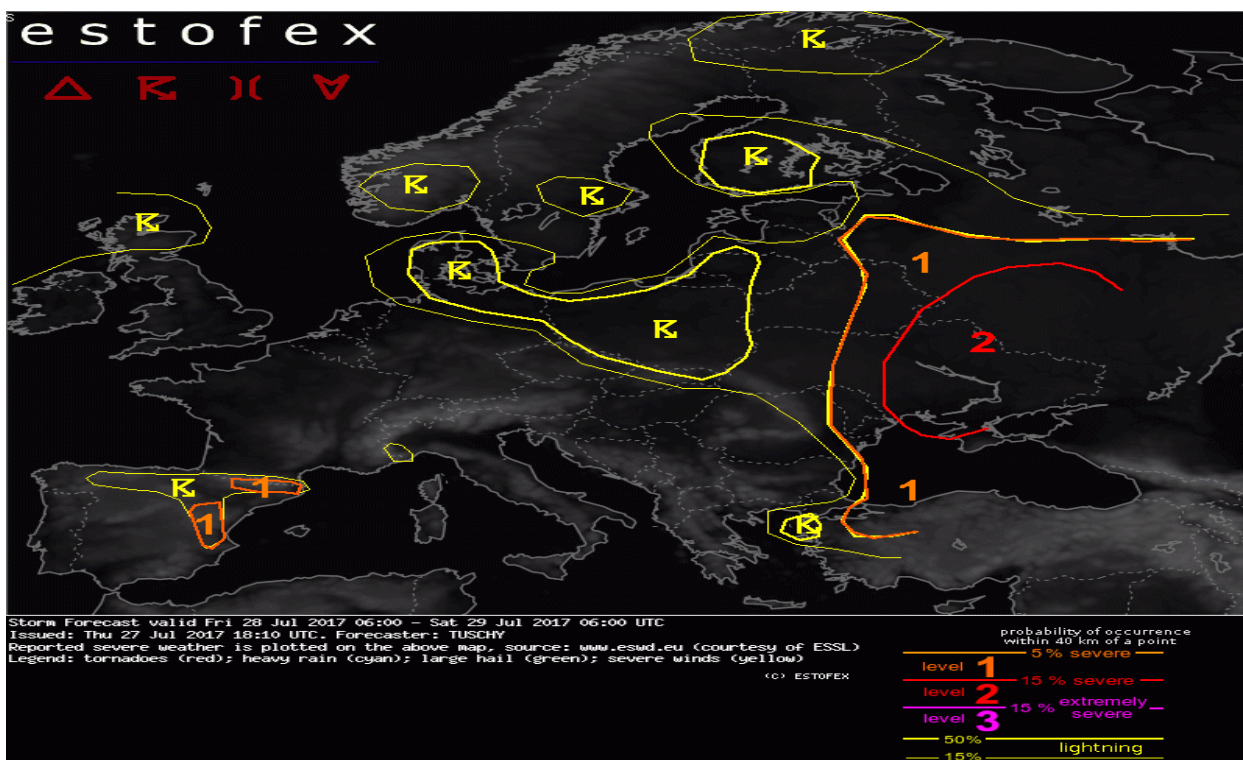 s
estofex
1
2
1
1
1
Storm Forecast valid Fri 28 Jul 2017 06:00 - Sat 29 Jul 2017 06:00 UTC
Issued: Thu 27 Jul 2017 18:10 UTC. Forecaster: TUSCHY
Reported severe weather is plotted on the above map, source: www.eswd.eu (courtesy of ESSL)
Legend: tornadoes (red); heavy rain (cyan); large hail (green); severe winds (yellow)
(C) ESTOFEX
probability of occurrence
within 40 km of a point
5% severe
level 1
15 % severe
level 2
15 % extremely severe
level 3
50%
lightning
15%